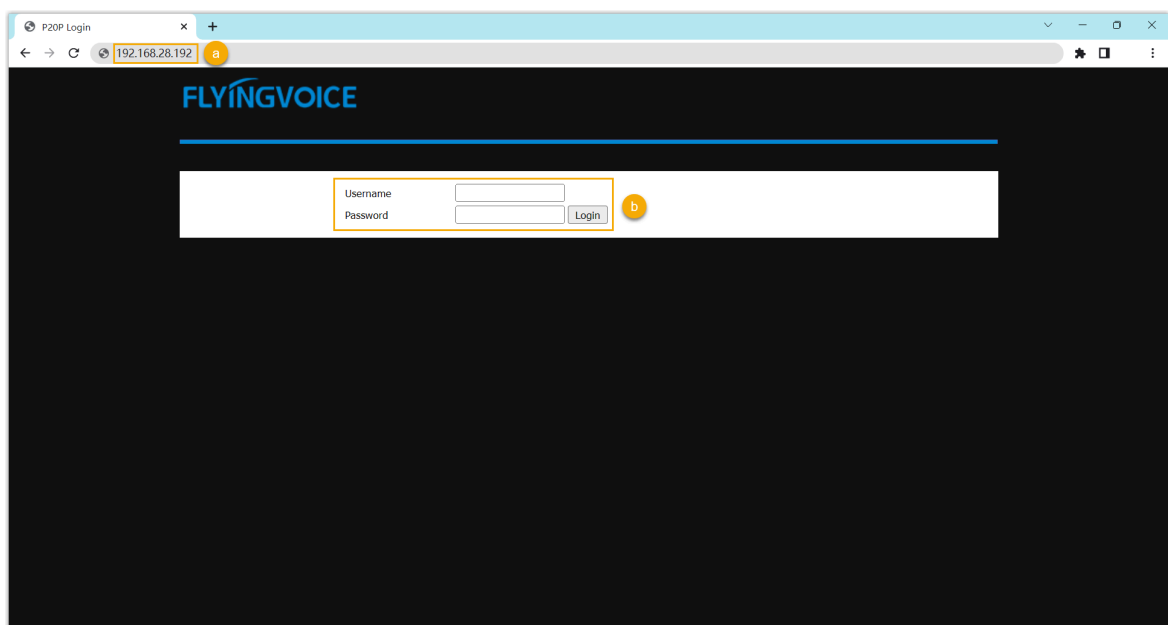 P20P Login
192.168.28.192
a
FLYINGVOICE
Username
b
Password Login